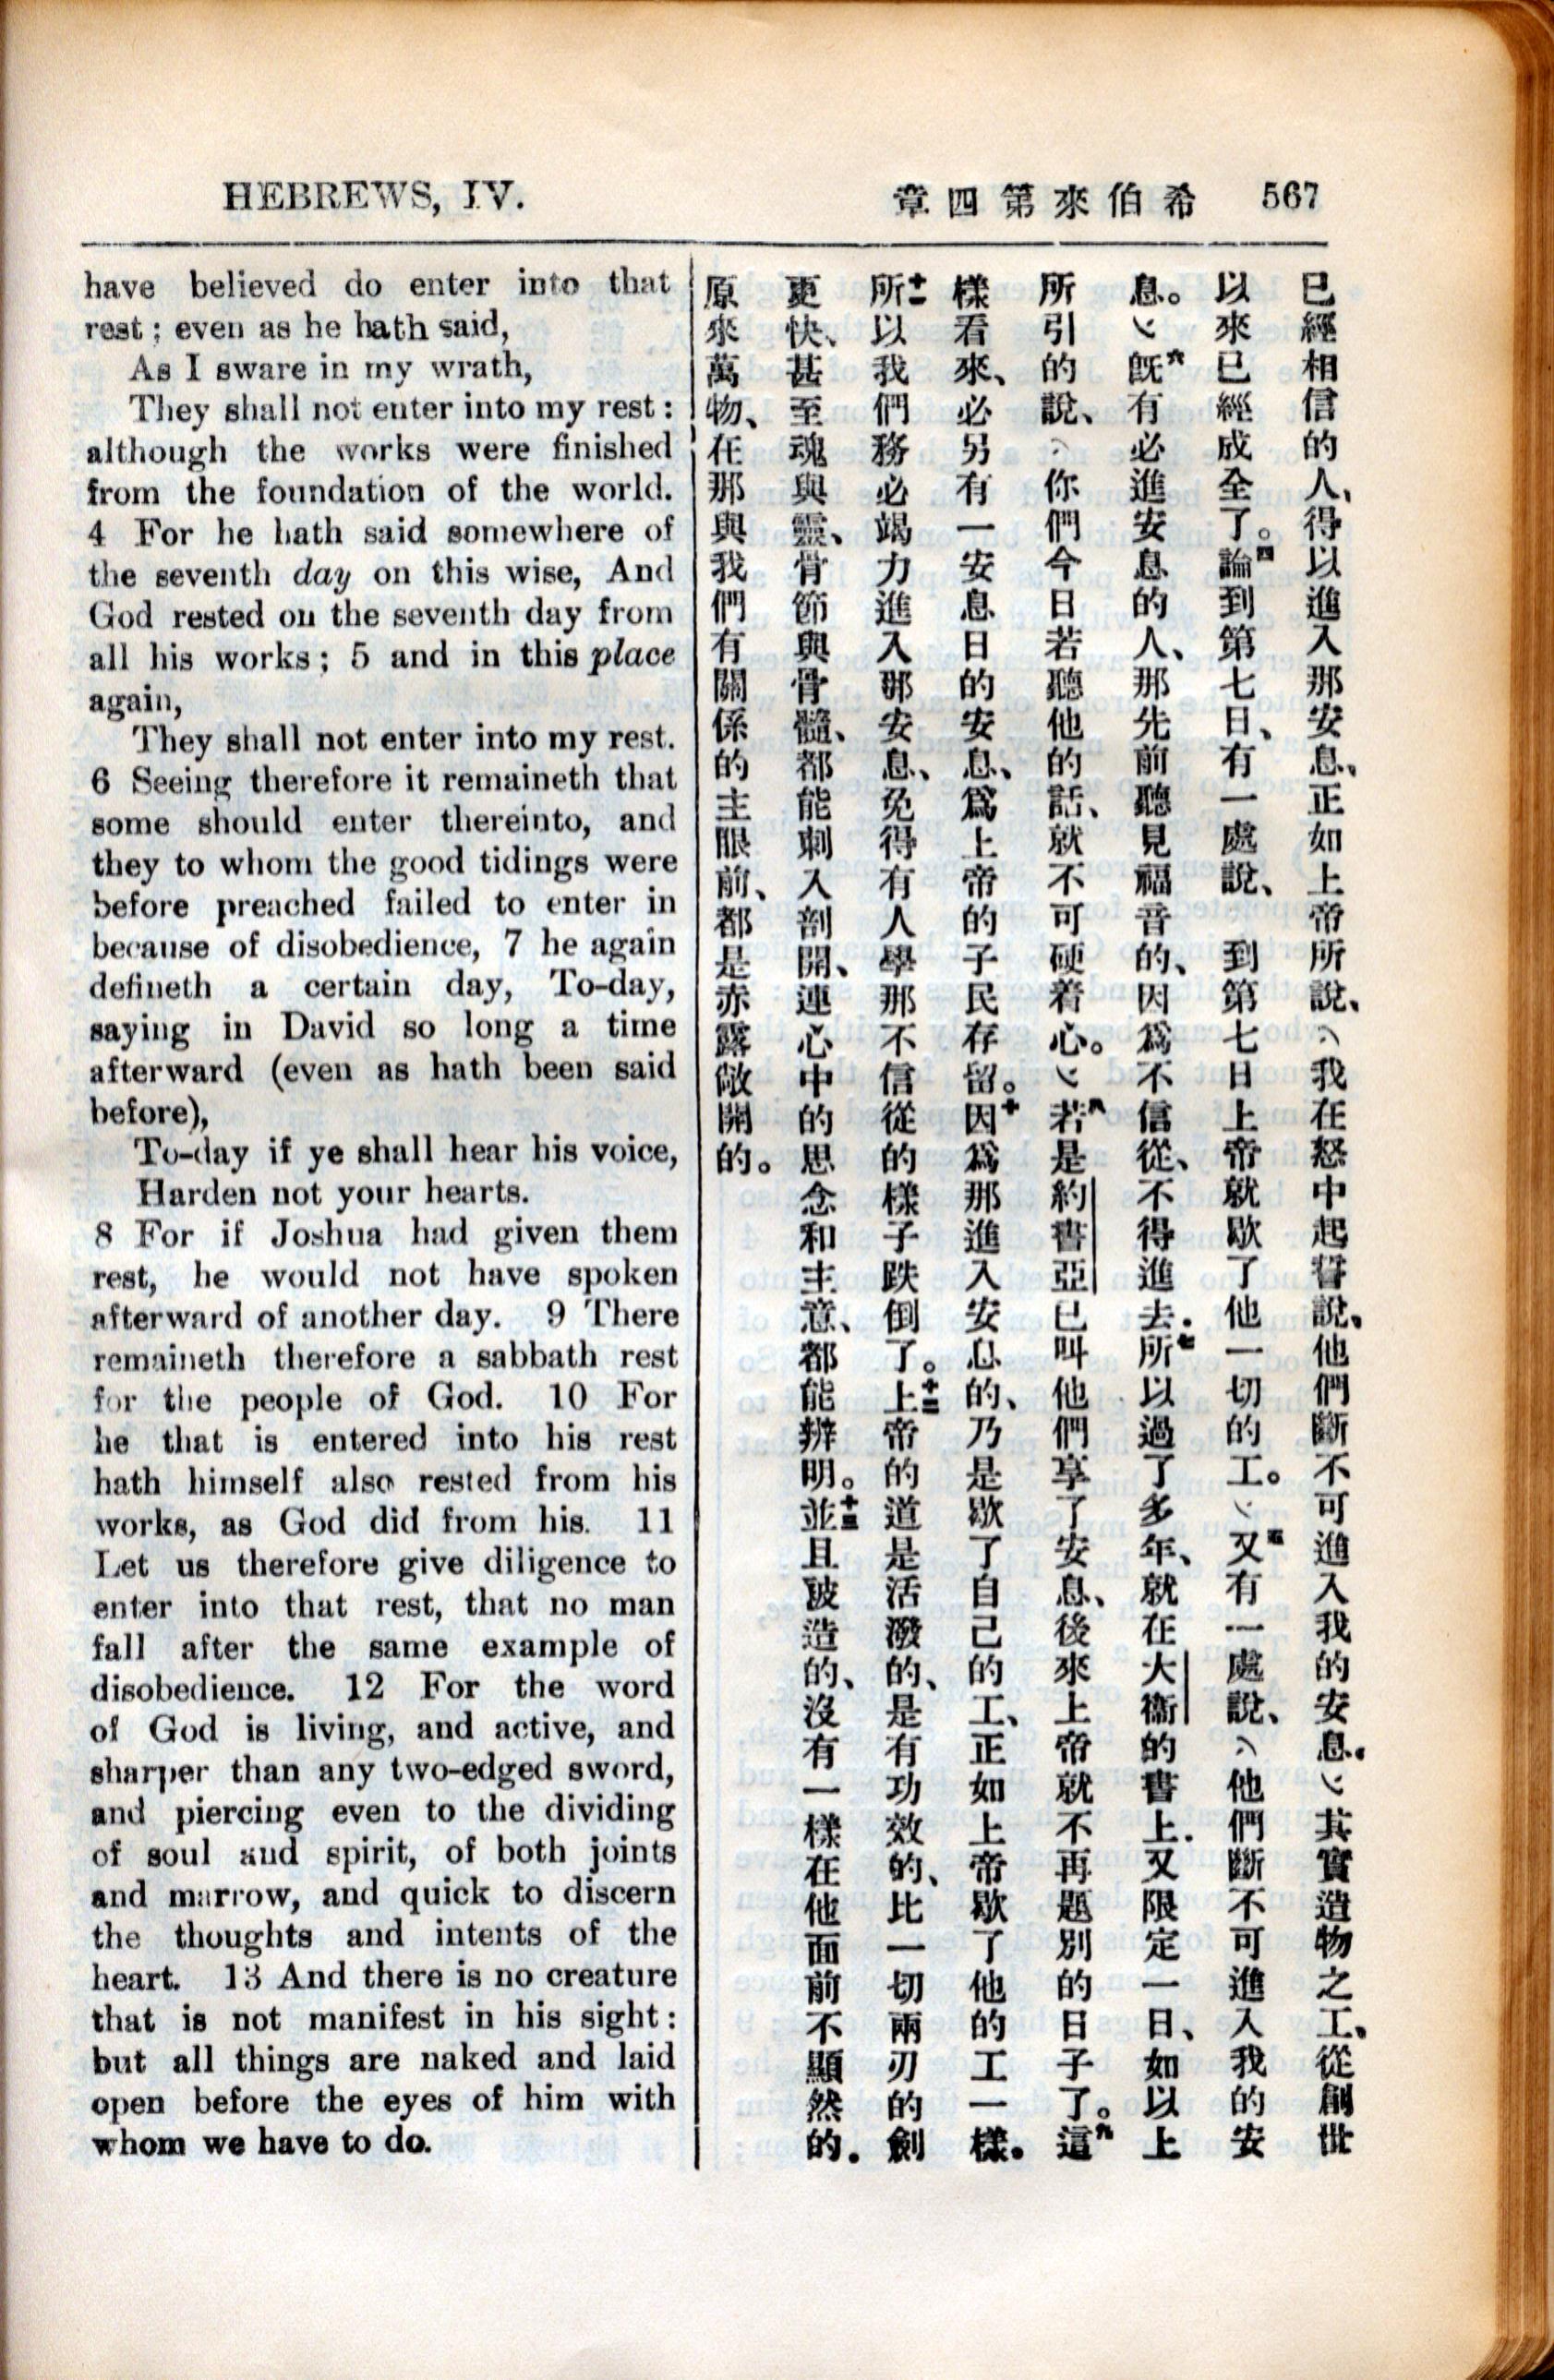 HEBREWS, IV.
章四第來伯希 567
have believed do enter into that
rest; even as he hath said,
As I sware in my wrath,
They shall not enter into my rest:
although the works were finished
from the foundation of the world.
4 For he hath said somewhere of
the seventh day on this wise, And
God rested on the seventh day from
all his works; 5 and in this place
again,
They shall not enter into my rest.
6 Seeing therefore it remaineth that
some should enter thereinto, and
they to whom the good tidings were
before preached failed to enter in
because of disobedience, 7 he again
defineth a certain day, To-day,
saying in David so long a time
afterward (even as hath been said
before),
To-day if ye shall hear his voice,
Harden not your hearts.
8 For if Joshua had given them
rest, he would not have spoken
afterward of another day. 9 There
remaineth therefore a sabbath rest
for the people of God. 10 For
he that is entered into his rest
hath himself also rested from his
works, as God did from his. 11
Let us therefore give diligence to
enter into that rest, that no man
fall after the same example of
disobedience. 12 For the word
of God is living, and active, and
sharper than any two-edged sword,
and piercing even to the dividing
of soul and spirit, of both joints
and marrow, and quick to discern
the thoughts and intents of the
heart. 13 And there is no creature
that is not manifest in his sight:
but all things are naked and laid
open before the eyes of him with
whom we have to do.
已經相信的人、得以進入那安息、正如上帝所說、〵我在怒中起誓說、他們斷不可進入我的安息。〵其實造物之工、從創世
以來已經成全了。四論到第七日、有一處說、到第七日上帝就歇了他一切的工。〵五又有一處說、〵他們斷不可進入我的安
息。〵六既有必進安息的人、那先前聽見福音的、因爲不信從、不得進去.七所以過了多年、就在大衞的書上.又限定一日、如以上
所引的說、〵你們今日若聽他的話、就不可硬着心。〵八若是約書亞已叫他們享了安息、後來上帝就不再題別的日子了。九這
樣看來、必另有一安息日的安息、爲上帝的子民存留。十因爲那進入安息的、乃是歇了自己的工、正如上帝歇了他的工一樣。
十一所以我們務必竭力進入那安息、免得有人學那不信從的樣子跌倒了。十二上帝的道是活潑的、是有功效的、比一切兩刃的劍
更快、甚至魂與靈、骨節與骨髓、都能刺入剖開、連心中的思念和主意、都能辨明。十三並且被造的、沒有一樣在他面前不顯然的.
原來萬物、在那與我們有關係的主眼前、都是赤露敞開的。